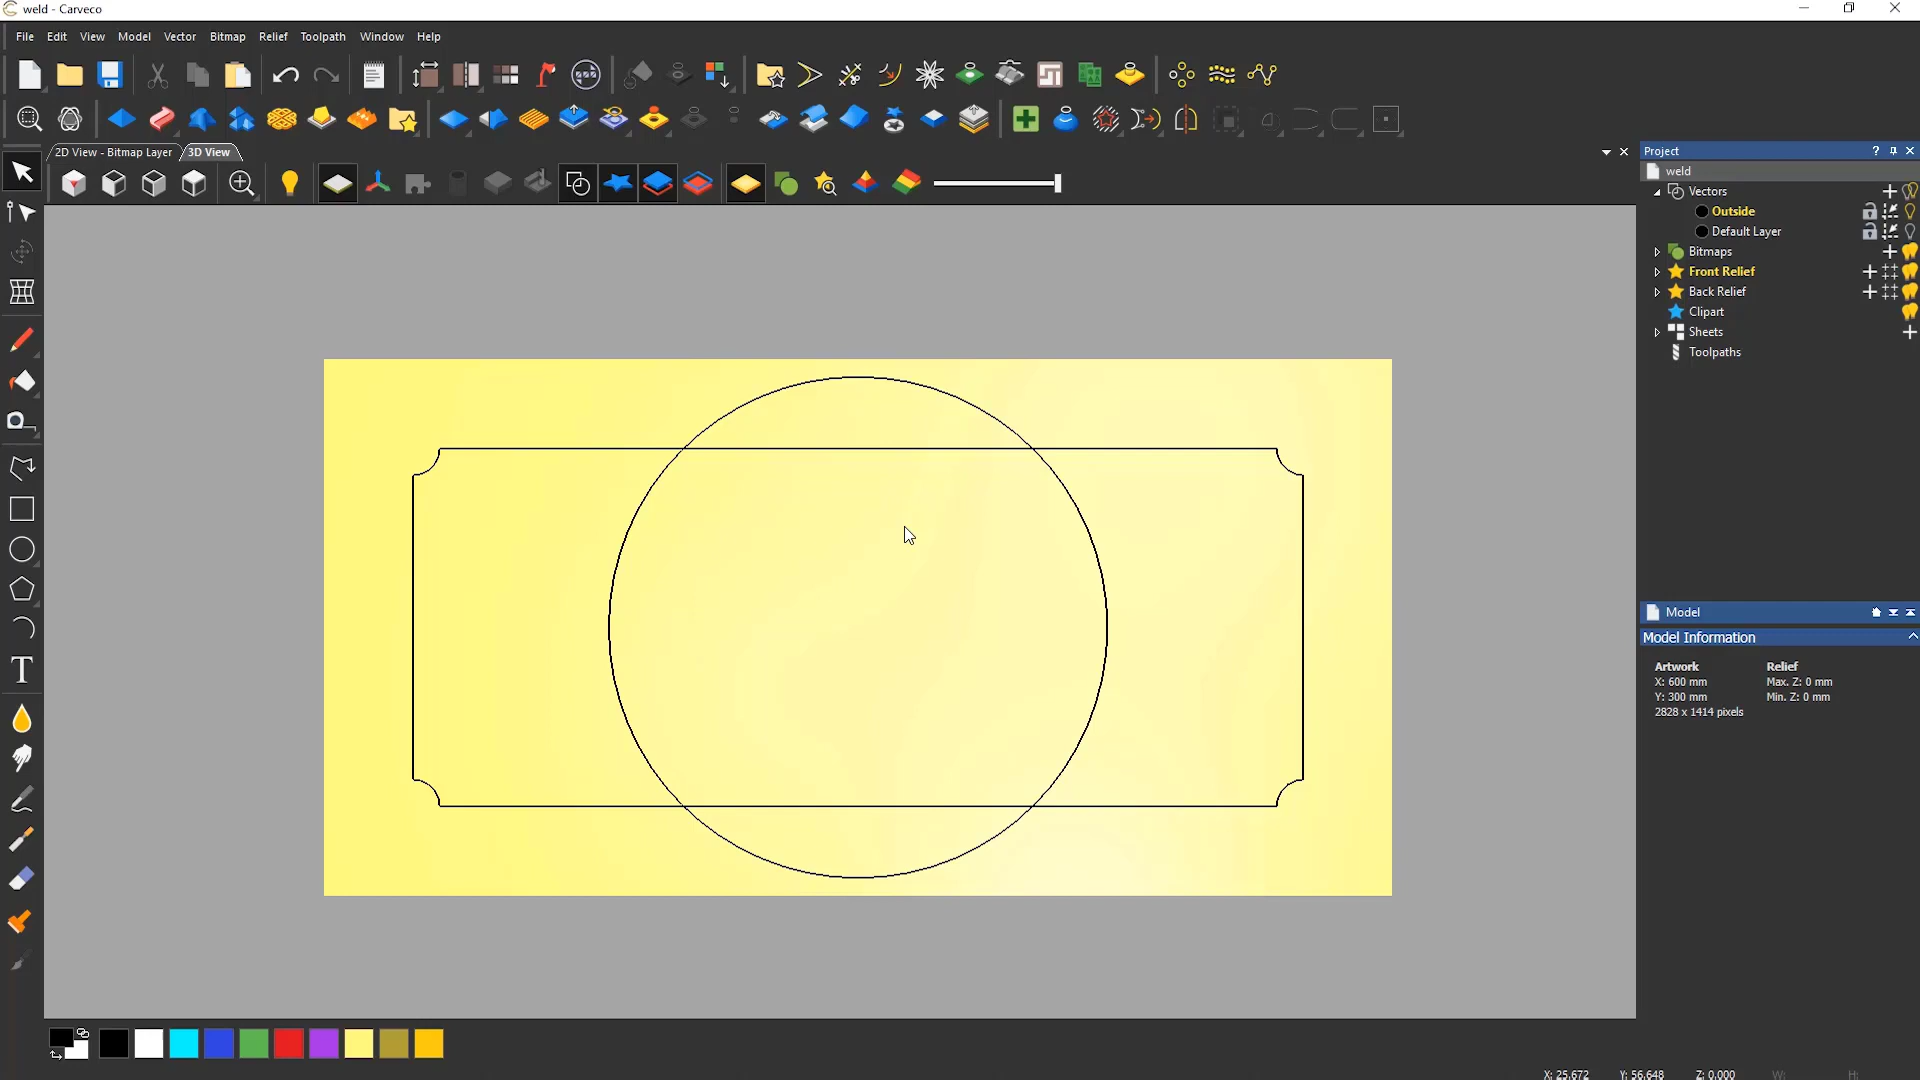 weld - Carveco
File Edit View Model Vector Bitmap Relief Toolpath Window Help
2D View - Bitmap Layer 3D View
Project
weld
Vectors
Outside
Default Layer
Bitmaps
Front Relief
Back Relief
Clipart
Sheets
Toolpaths
Model
Model Information
Artwork Relief
X: 600 mm Max. Z: 0 mm
Y: 300 mm Min. Z: 0 mm
2828 x 1414 pixels
T
X: 25.672 Y: 56.648 Z: 0.000 W: H: